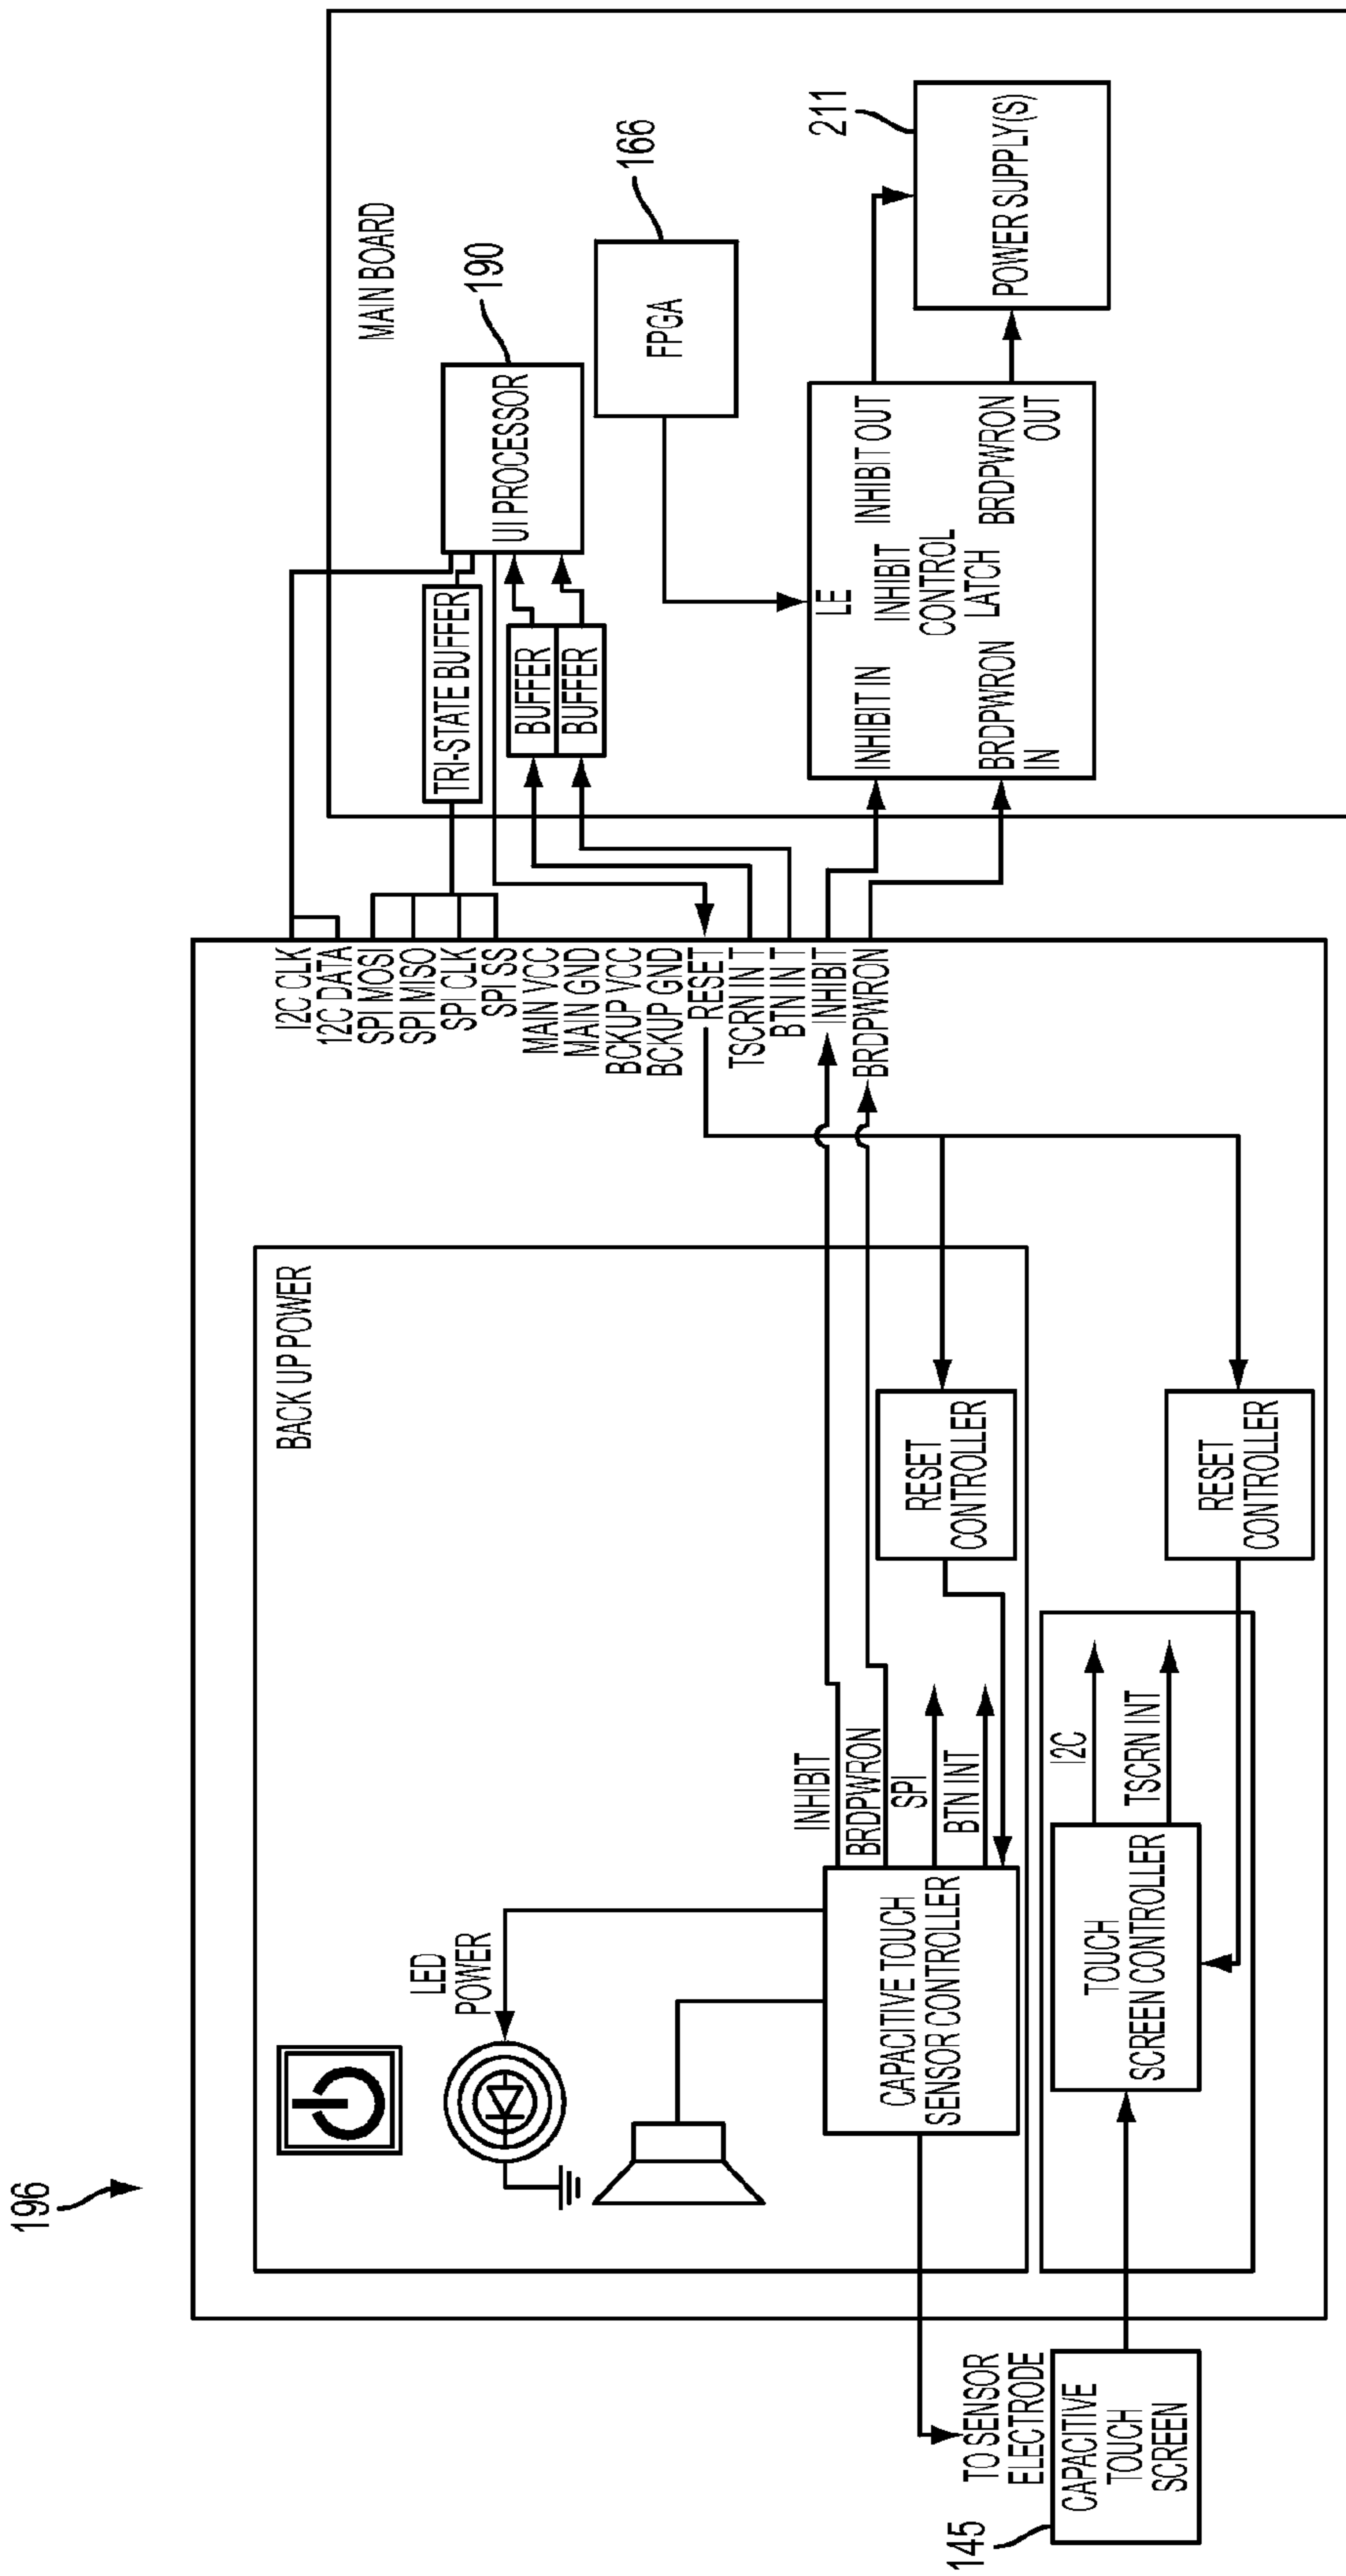 196
145
CAPACITIVE
TOUCH
SCREEN
TO SENSOR
ELECTRODE
BACK UP POWER
LED
POWER
CAPACITIVE TOUCH
SENSOR CONTROLLER
INHIBIT
BRDPWRON
SPI
BTN INT
RESET
CONTROLLER
TOUCH
SCREEN CONTROLLER
I2C
TSCRN INT
RESET
CONTROLLER
I2C CLK
12C DATA
SPI MOSI
SPI MISO
SPI CLK
SPI SS
MAIN VCC
MAIN GND
BCKUP VCC
BCKUP GND
RESET
TSCRN INT
BTN INT
INHIBIT
BRDPWRON
MAIN BOARD
TRI-STATE BUFFER
BUFFER
BUFFER
UI PROCESSOR
190
FPGA
166
LE
INHIBIT IN
INHIBIT OUT
INHIBIT
CONTROL
LATCH
BRDPWRON
IN
BRDPWRON
OUT
POWER SUPPLY(S)
211